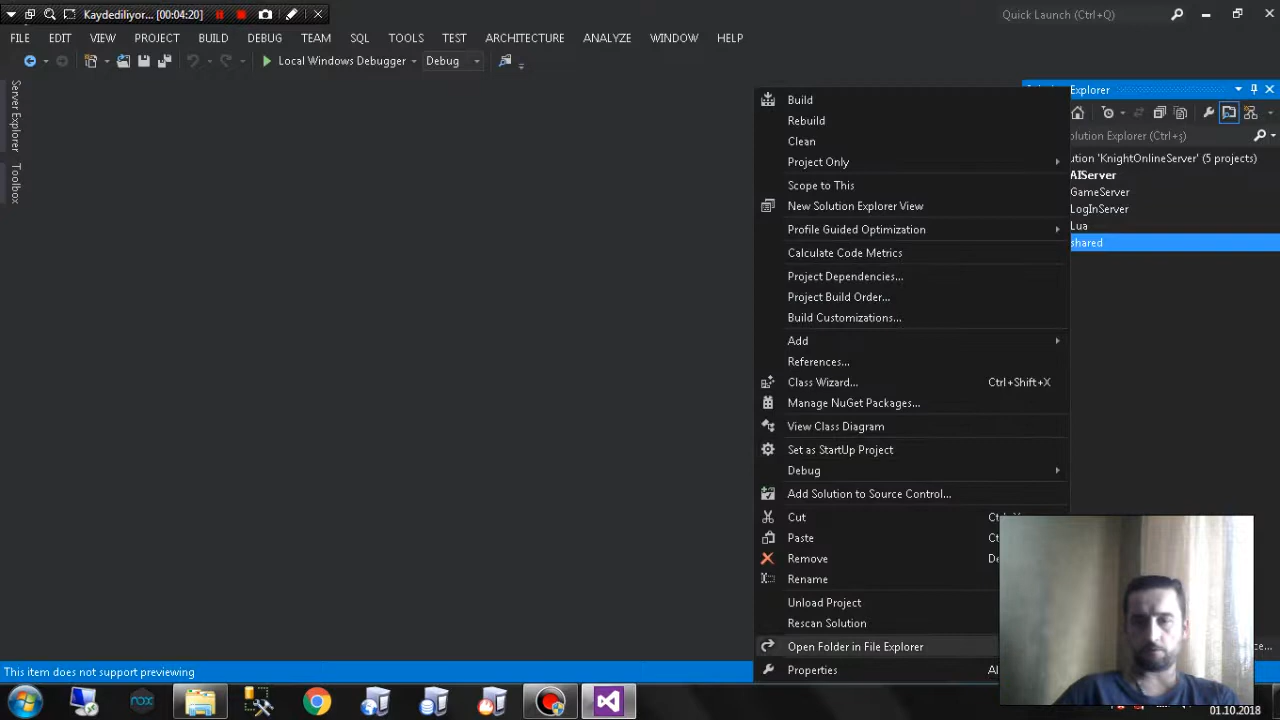 Kaydediliyor... [00:04:20]
Quick Launch (Ctrl+Q)
FILE EDIT VIEW PROJECT BUILD DEBUG TEAM SQL TOOLS TEST ARCHITECTURE ANALYZE WINDOW HELP
Local Windows Debugger Debug
Server Explorer
Toolbox
Explorer
olution Explorer (Ctrl+ş)
ution 'KnightOnlineServer' (5 projects)
AIServer
GameServer
LogInServer
Lua
shared
Build
Rebuild
Clean
Project Only
Scope to This
New Solution Explorer View
Profile Guided Optimization
Calculate Code Metrics
Project Dependencies...
Project Build Order...
Build Customizations...
Add
References...
Class Wizard... Ctrl+Shift+X
Manage NuGet Packages...
View Class Diagram
Set as StartUp Project
Debug
Add Solution to Source Control...
Cut
Paste
Remove
Rename
Unload Project
Rescan Solution
Open Folder in File Explorer
Properties
This item does not support previewing
nox
01.10.2018